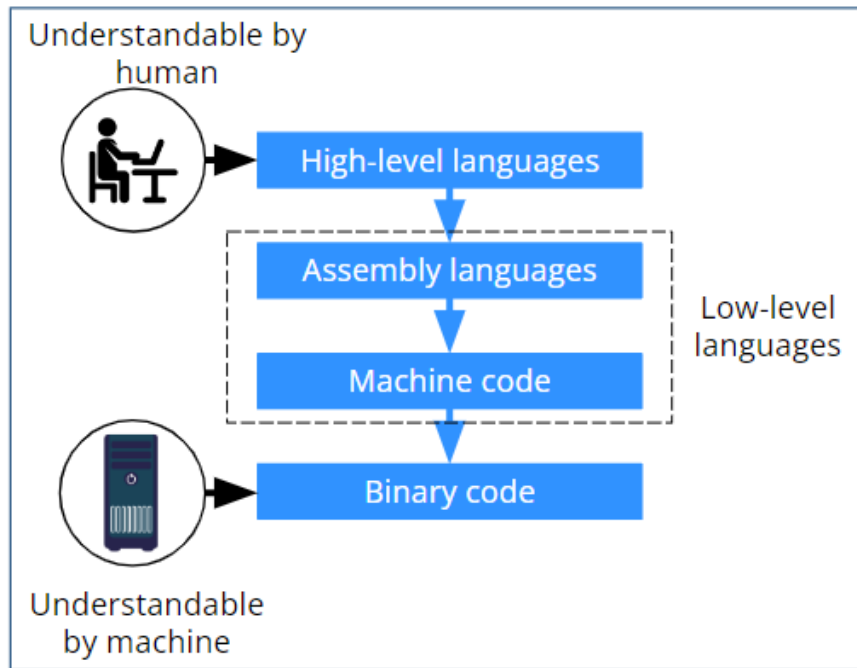 Understandable by
human
High-level languages
Assembly languages
Low-level
languages
Machine code
Binary code
Understandable
by machine